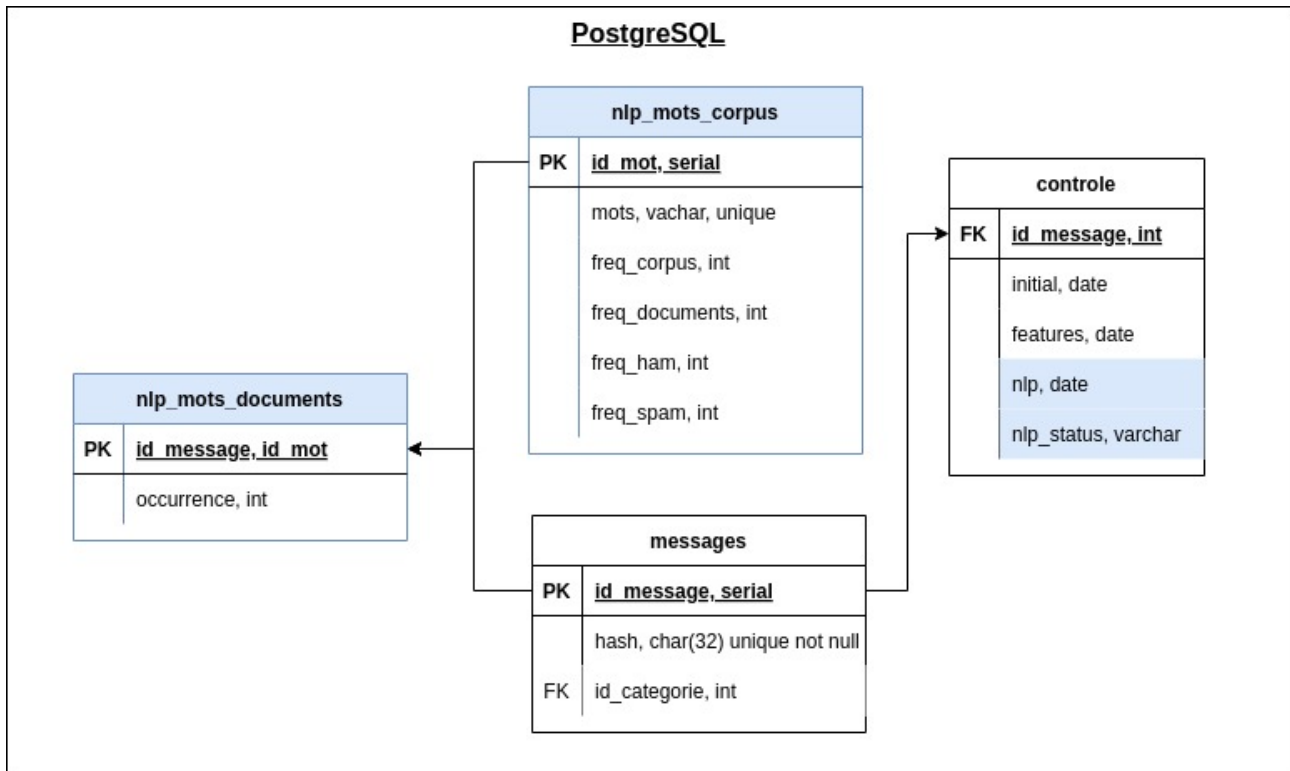 PostgreSQL
nlp_mots_corpus
PK id_mot, serial
mots, vachar, unique
freq_corpus, int
freq_documents, int
freq_ham, int
freq_spam, int
controle
FK id_message, int
initial, date
features, date
nlp, date
nlp_status, varchar
nlp_mots_documents
PK id_message, id_mot
occurrence, int
messages
PK id_message, serial
hash, char(32) unique not null
FK id_categorie, int